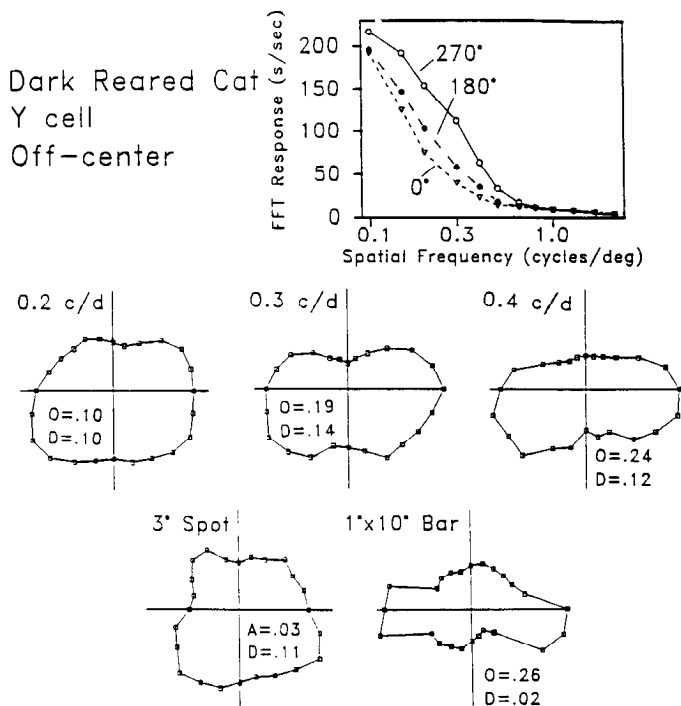 Dark Reared Cat
Y cell
Off-center
FFT Response (s/sec)
200
150
100
50
0
270°
180°
0°
0.1
0.3
1.0
Spatial Frequency (cycles/deg)
0.2 c/d
O=.10
D=.10
0.3 c/d
O=.19
D=.14
0.4 c/d
O=.24
D=.12
3° Spot
A=.03
D=.11
1°x10° Bar
O=.26
D=.02